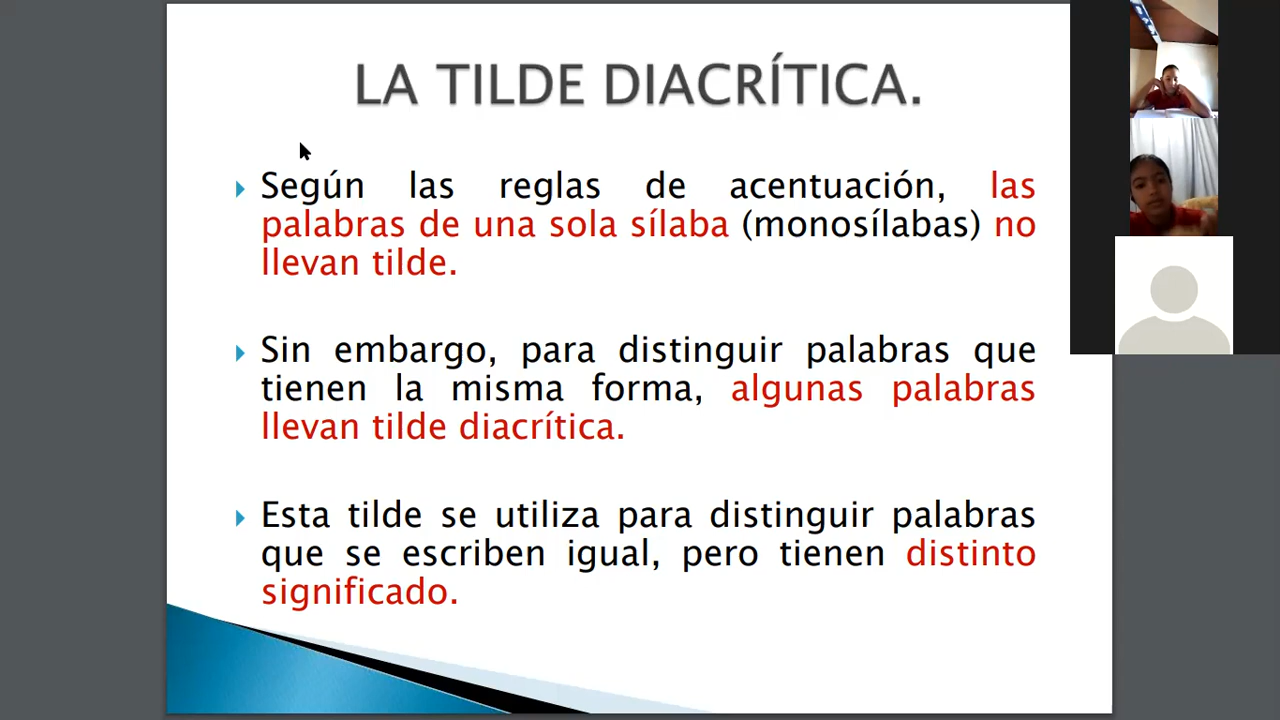 LA TILDE DIACRÍTICA.
Según las reglas de acentuación, las
palabras de una sola sílaba (monosílabas) no
llevan tilde.
Sin embargo, para distinguir palabras que
tienen la misma forma, algunas palabras
llevan tilde diacrítica.
Esta tilde se utiliza para distinguir palabras
que se escriben igual, pero tienen distinto
significado.